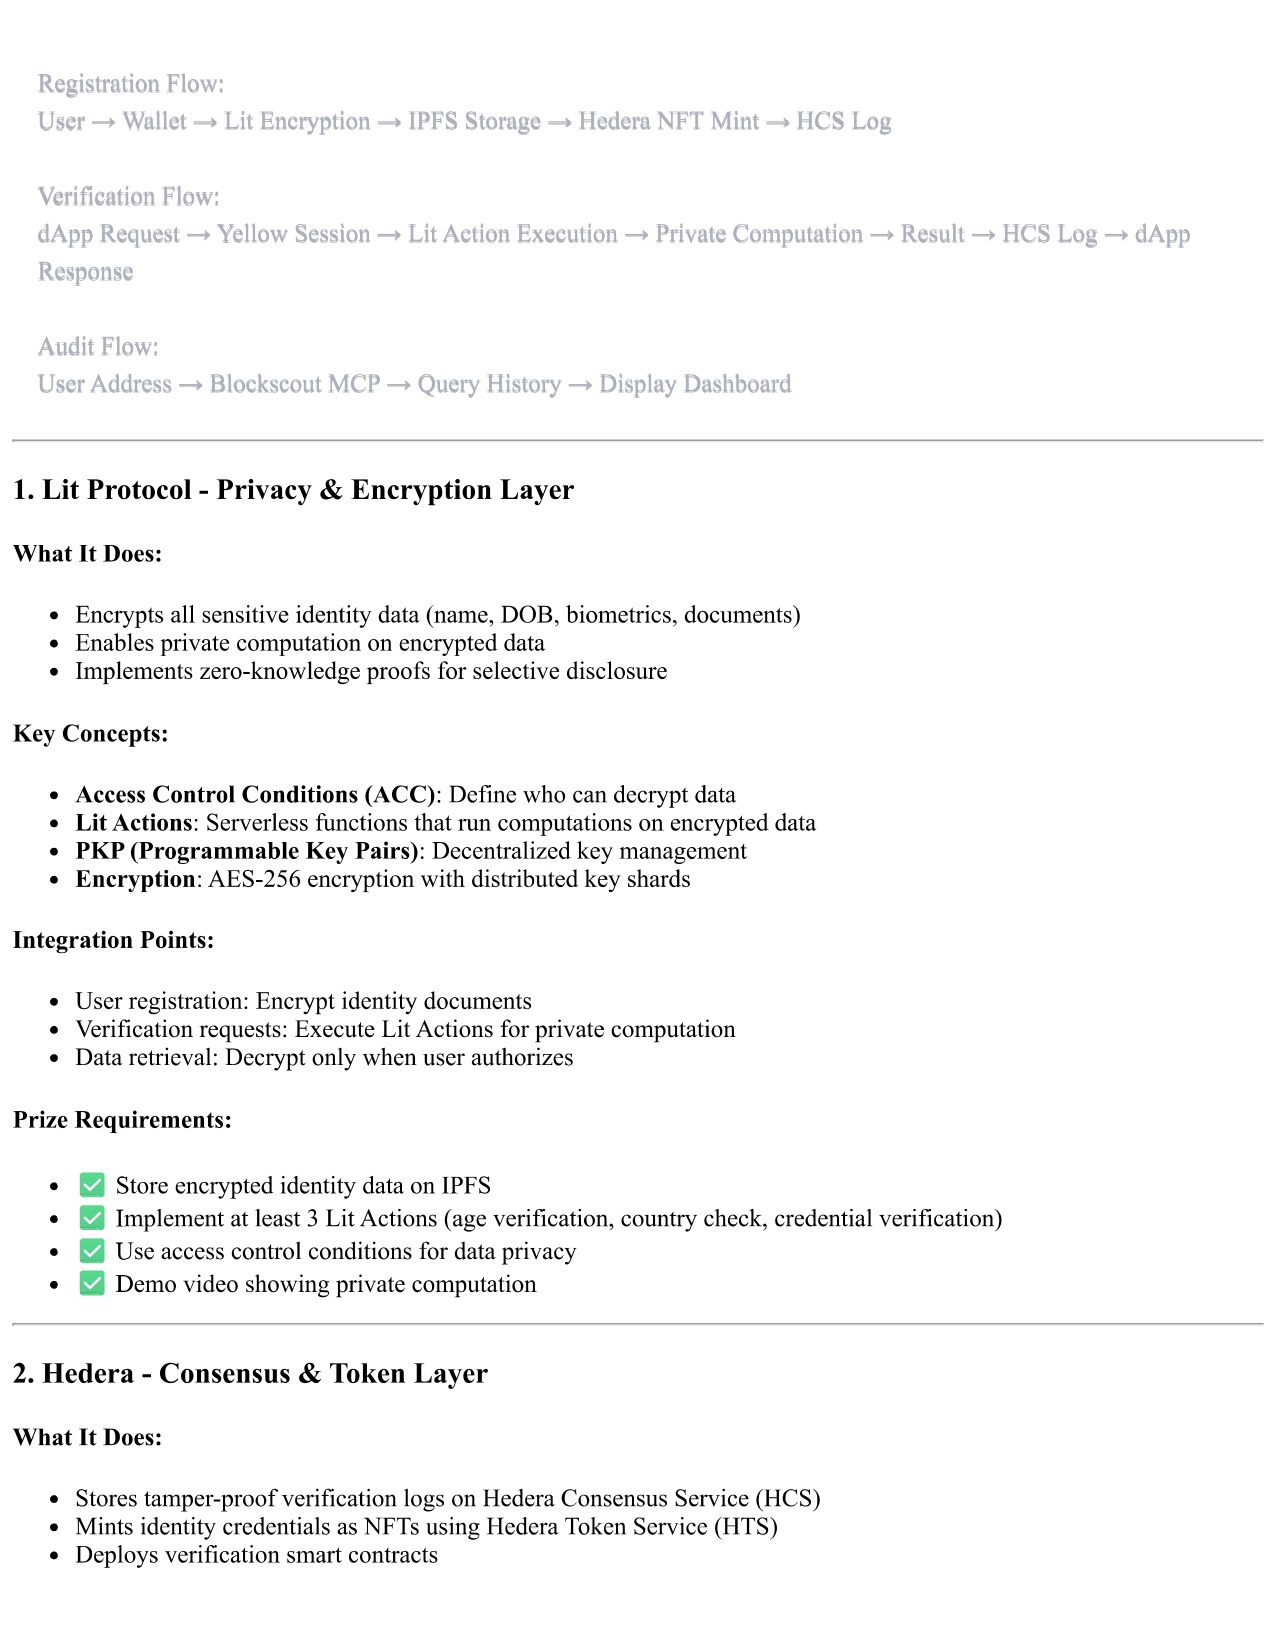 Registration Flow:
User → Wallet → Lit Encryption → IPFS Storage → Hedera NFT Mint → HCS Log
Verification Flow:
dApp Request → Yellow Session → Lit Action Execution → Private Computation → Result → HCS Log → dApp
Response
Audit Flow:
User Address → Blockscout MCP → Query History → Display Dashboard
1. Lit Protocol - Privacy & Encryption Layer
What It Does:
• Encrypts all sensitive identity data (name, DOB, biometrics, documents)
• Enables private computation on encrypted data
• Implements zero-knowledge proofs for selective disclosure
Key Concepts:
• Access Control Conditions (ACC): Define who can decrypt data
• Lit Actions: Serverless functions that run computations on encrypted data
• PKP (Programmable Key Pairs): Decentralized key management
• Encryption: AES-256 encryption with distributed key shards
Integration Points:
• User registration: Encrypt identity documents
• Verification requests: Execute Lit Actions for private computation
• Data retrieval: Decrypt only when user authorizes
Prize Requirements:
• ✅ Store encrypted identity data on IPFS
• ✅ Implement at least 3 Lit Actions (age verification, country check, credential verification)
• ✅ Use access control conditions for data privacy
• ✅ Demo video showing private computation
2. Hedera - Consensus & Token Layer
What It Does:
• Stores tamper-proof verification logs on Hedera Consensus Service (HCS)
• Mints identity credentials as NFTs using Hedera Token Service (HTS)
• Deploys verification smart contracts